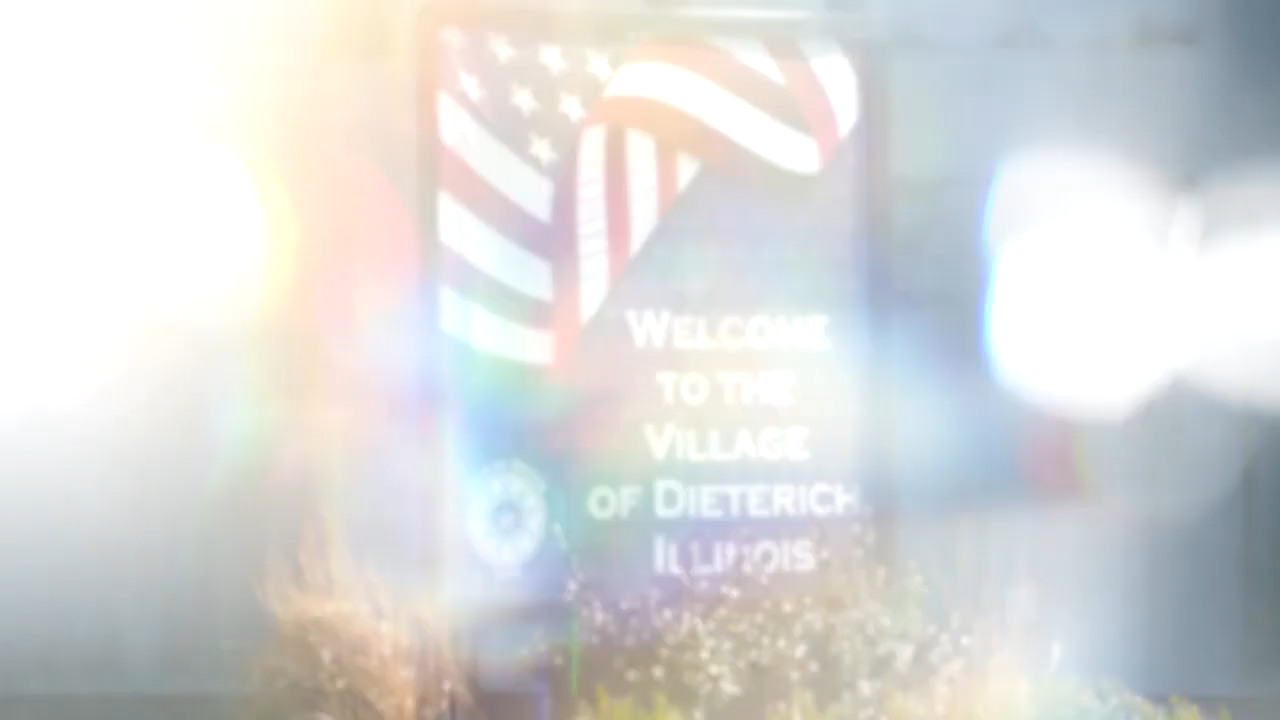 WELCOME
TO THE
VILLAGE
OF DIETERICH
ILLINOIS